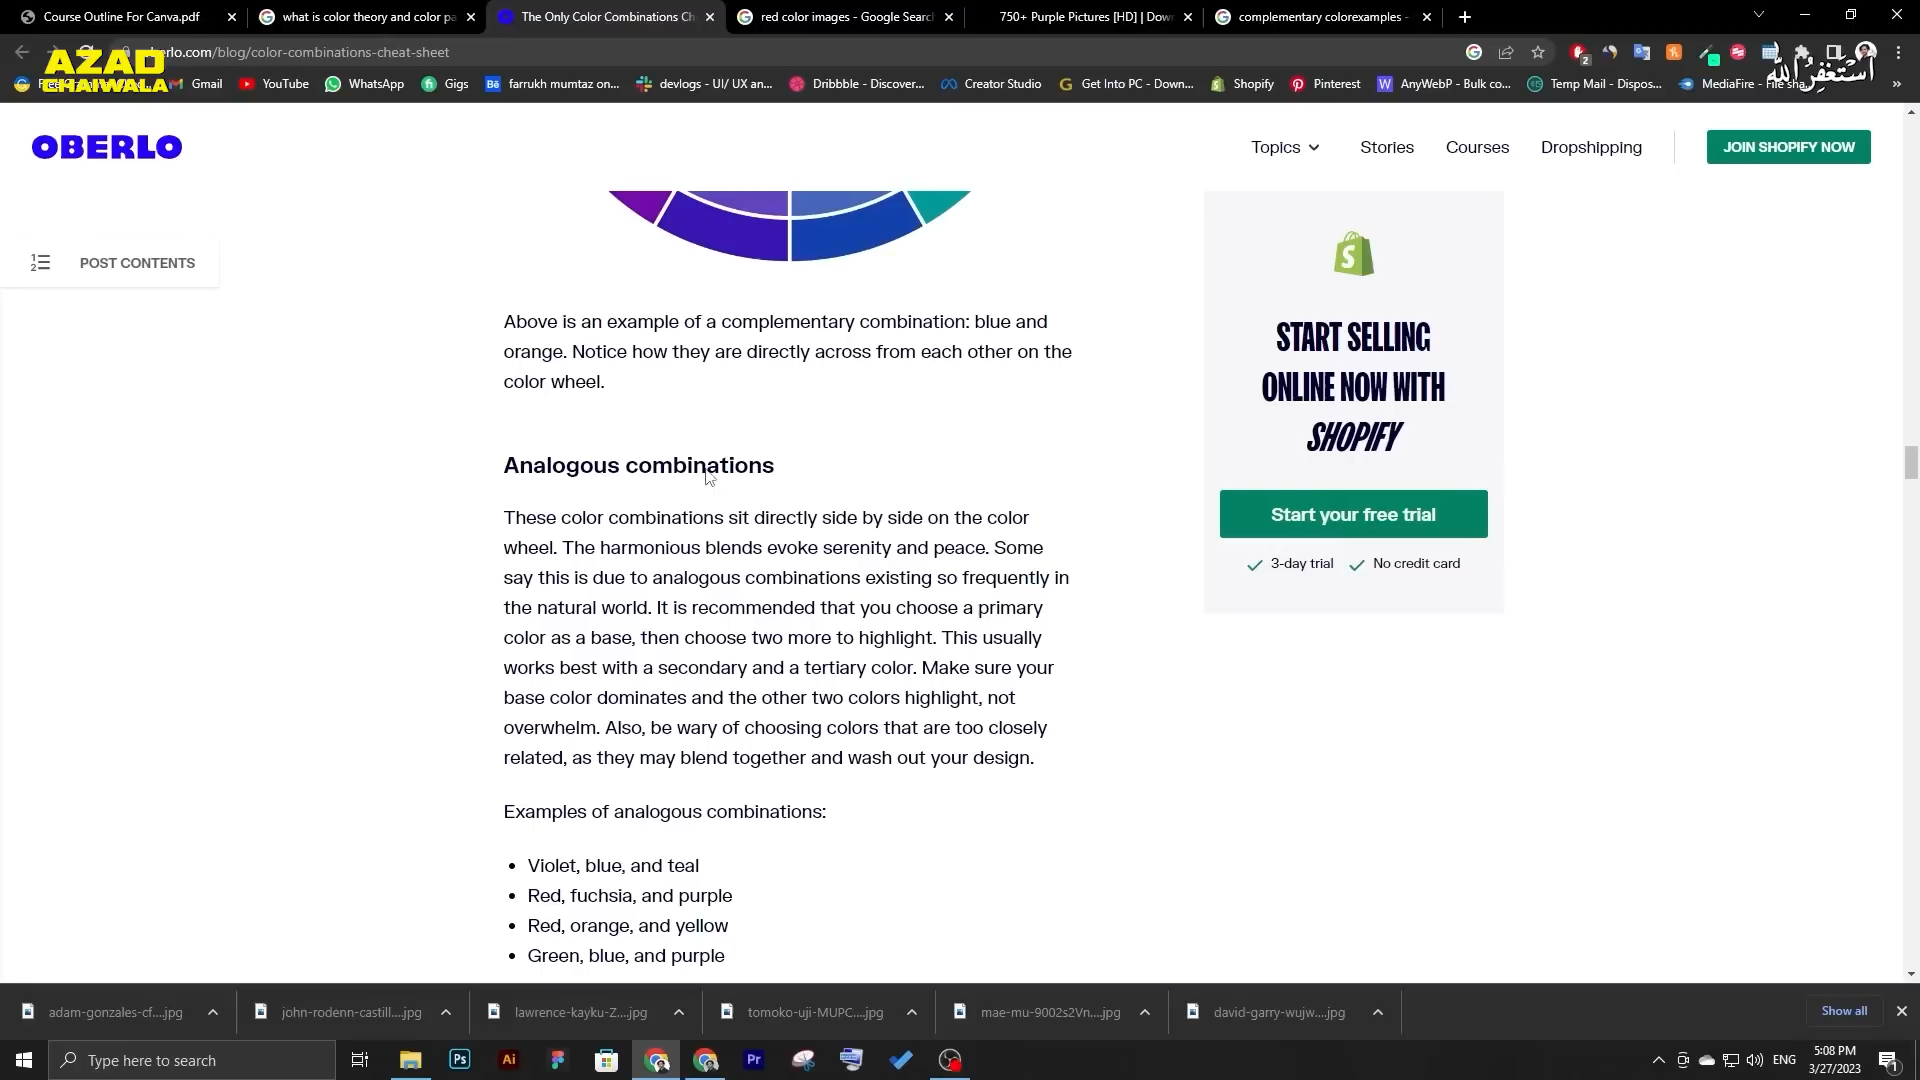 Course Outline For Canva.pdf
what is color theory and color pa
The Only Color Combinations Ch
red color images - Google Search
750+ Purple Pictures [HD] | Dow
complementary colorexamples -
erlo.com/blog/color-combinations-cheat-sheet
AZAD
CHAIWALA
أستغفر الله
Gmail
YouTube
WhatsApp
Gigs
farrukh mumtaz on...
devlogs - UI/ UX an...
Dribbble - Discover...
Creator Studio
Get Into PC - Down...
Shopify
Pinterest
AnyWebP - Bulk co...
Temp Mail - Dispos...
MediaFire - File sha...
OBERLO
Topics
Stories
Courses
Dropshipping
JOIN SHOPIFY NOW
POST CONTENTS
Above is an example of a complementary combination: blue and
orange. Notice how they are directly across from each other on the
color wheel.
Analogous combinations
These color combinations sit directly side by side on the color
wheel. The harmonious blends evoke serenity and peace. Some
say this is due to analogous combinations existing so frequently in
the natural world. It is recommended that you choose a primary
color as a base, then choose two more to highlight. This usually
works best with a secondary and a tertiary color. Make sure your
base color dominates and the other two colors highlight, not
overwhelm. Also, be wary of choosing colors that are too closely
related, as they may blend together and wash out your design.
Examples of analogous combinations:
• Violet, blue, and teal
• Red, fuchsia, and purple
• Red, orange, and yellow
• Green, blue, and purple
START SELLING
ONLINE NOW WITH
SHOPIFY
Start your free trial
3-day trial
No credit card
adam-gonzales-cf....jpg
john-rodenn-castill....jpg
lawrence-kayku-Z....jpg
tomoko-uji-MUPC....jpg
mae-mu-9002s2Vn....jpg
david-garry-wujw....jpg
Show all
Type here to search
Ps
Ai
Pr
ENG
5:08 PM
3/27/2023